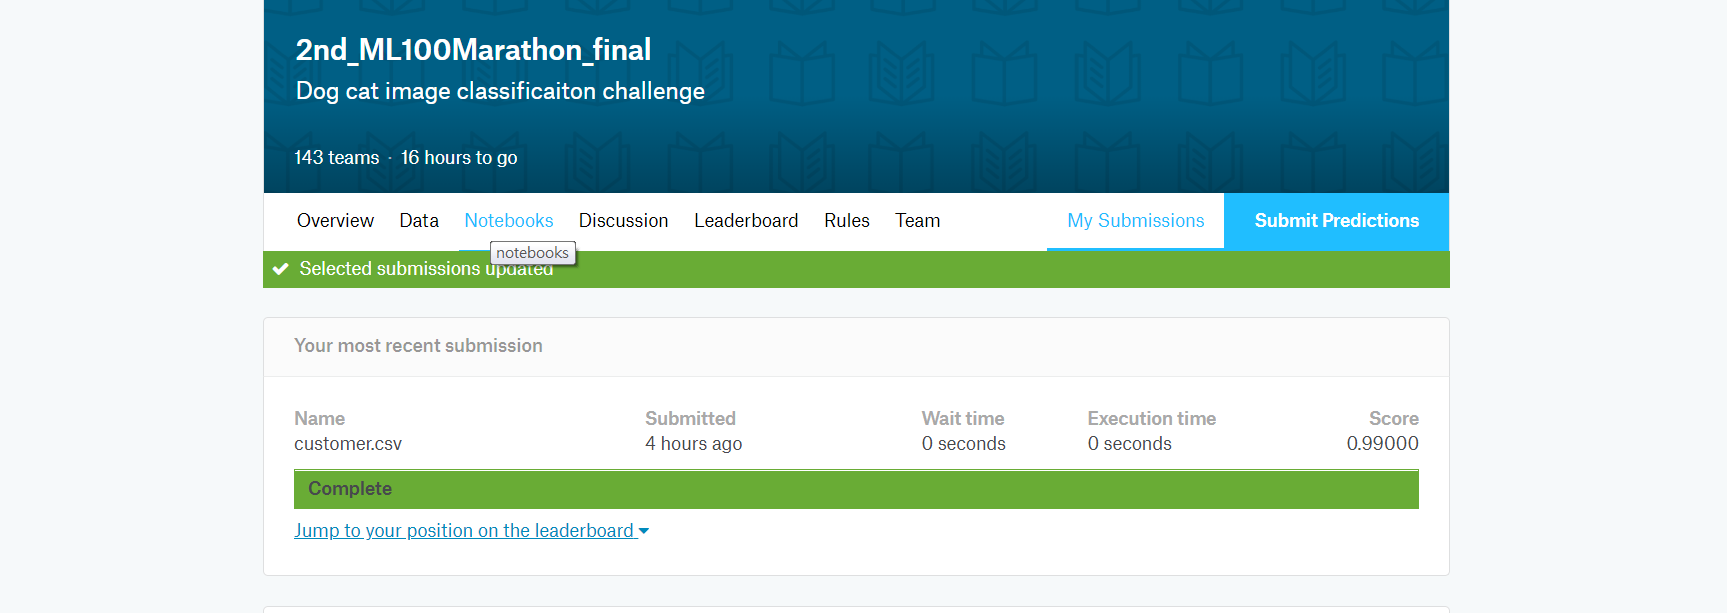 2nd_ML100Marathon_final
Dog cat image classificaiton challenge
143 teams · 16 hours to go
Overview Data Notebooks Discussion Leaderboard Rules Team My Submissions Submit Predictions
notebooks
Selected submissions updated
Your most recent submission
Name Submitted Wait time Execution time Score
customer.csv 4 hours ago 0 seconds 0 seconds 0.99000
Complete
Jump to your position on the leaderboard